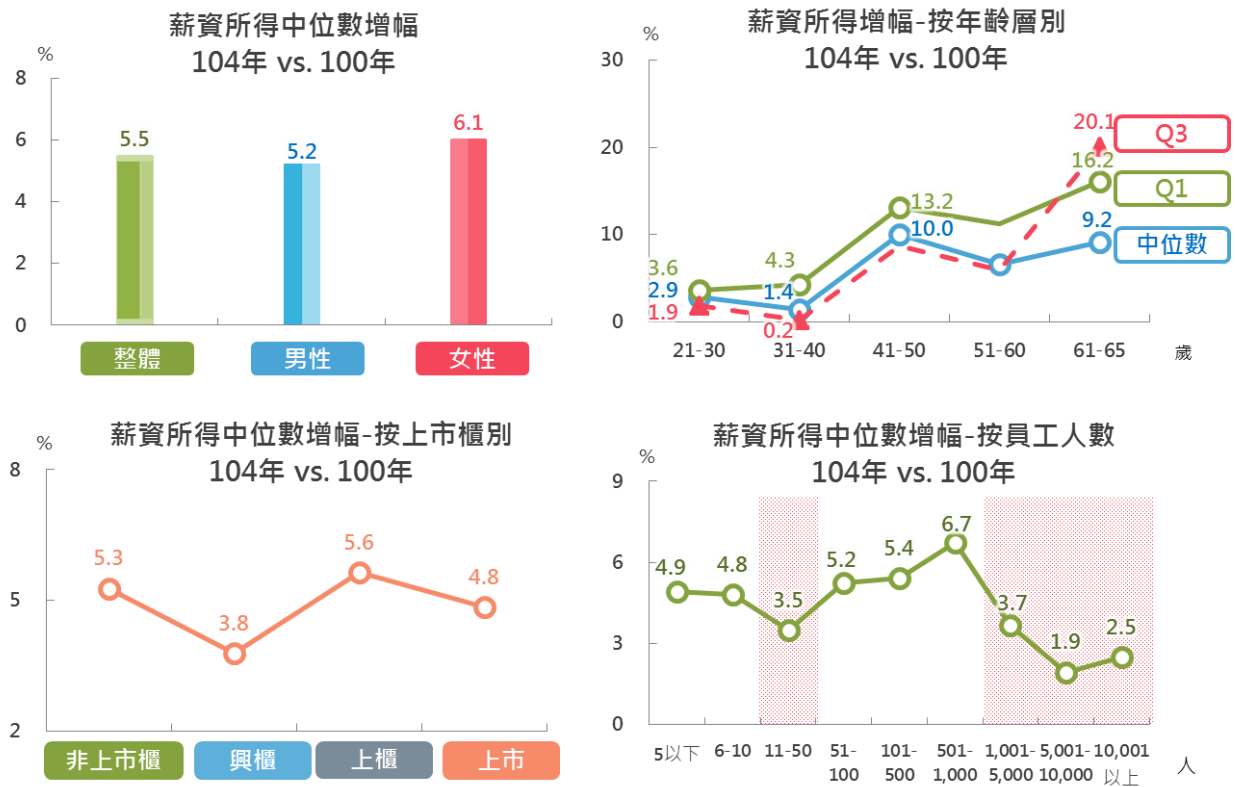 薪資所得中位數增幅
104年 vs. 100年
%
8
6
4
2
0
5.5
5.2
6.1
整體
男性
女性
薪資所得增幅-按年齡層別
104年 vs. 100年
%
30
20
10
0
3.6
2.9
1.9
4.3
1.4
0.2
13.2
10.0
20.1
16.2
9.2
Q3
Q1
中位數
21-30 31-40 41-50 51-60 61-65 歲
薪資所得中位數增幅-按上市櫃別
104年 vs. 100年
%
8
5
2
5.3
3.8
5.6
4.8
非上市櫃
興櫃
上櫃
上市
薪資所得中位數增幅-按員工人數
104年 vs. 100年
%
9
6
3
0
4.9
4.8
3.5
5.2
5.4
6.7
3.7
1.9
2.5
5以下 6-10 11-50 51- 101- 501- 1,001- 5,001- 10,001
100 500 1,000 5,000 10,000 以上 人